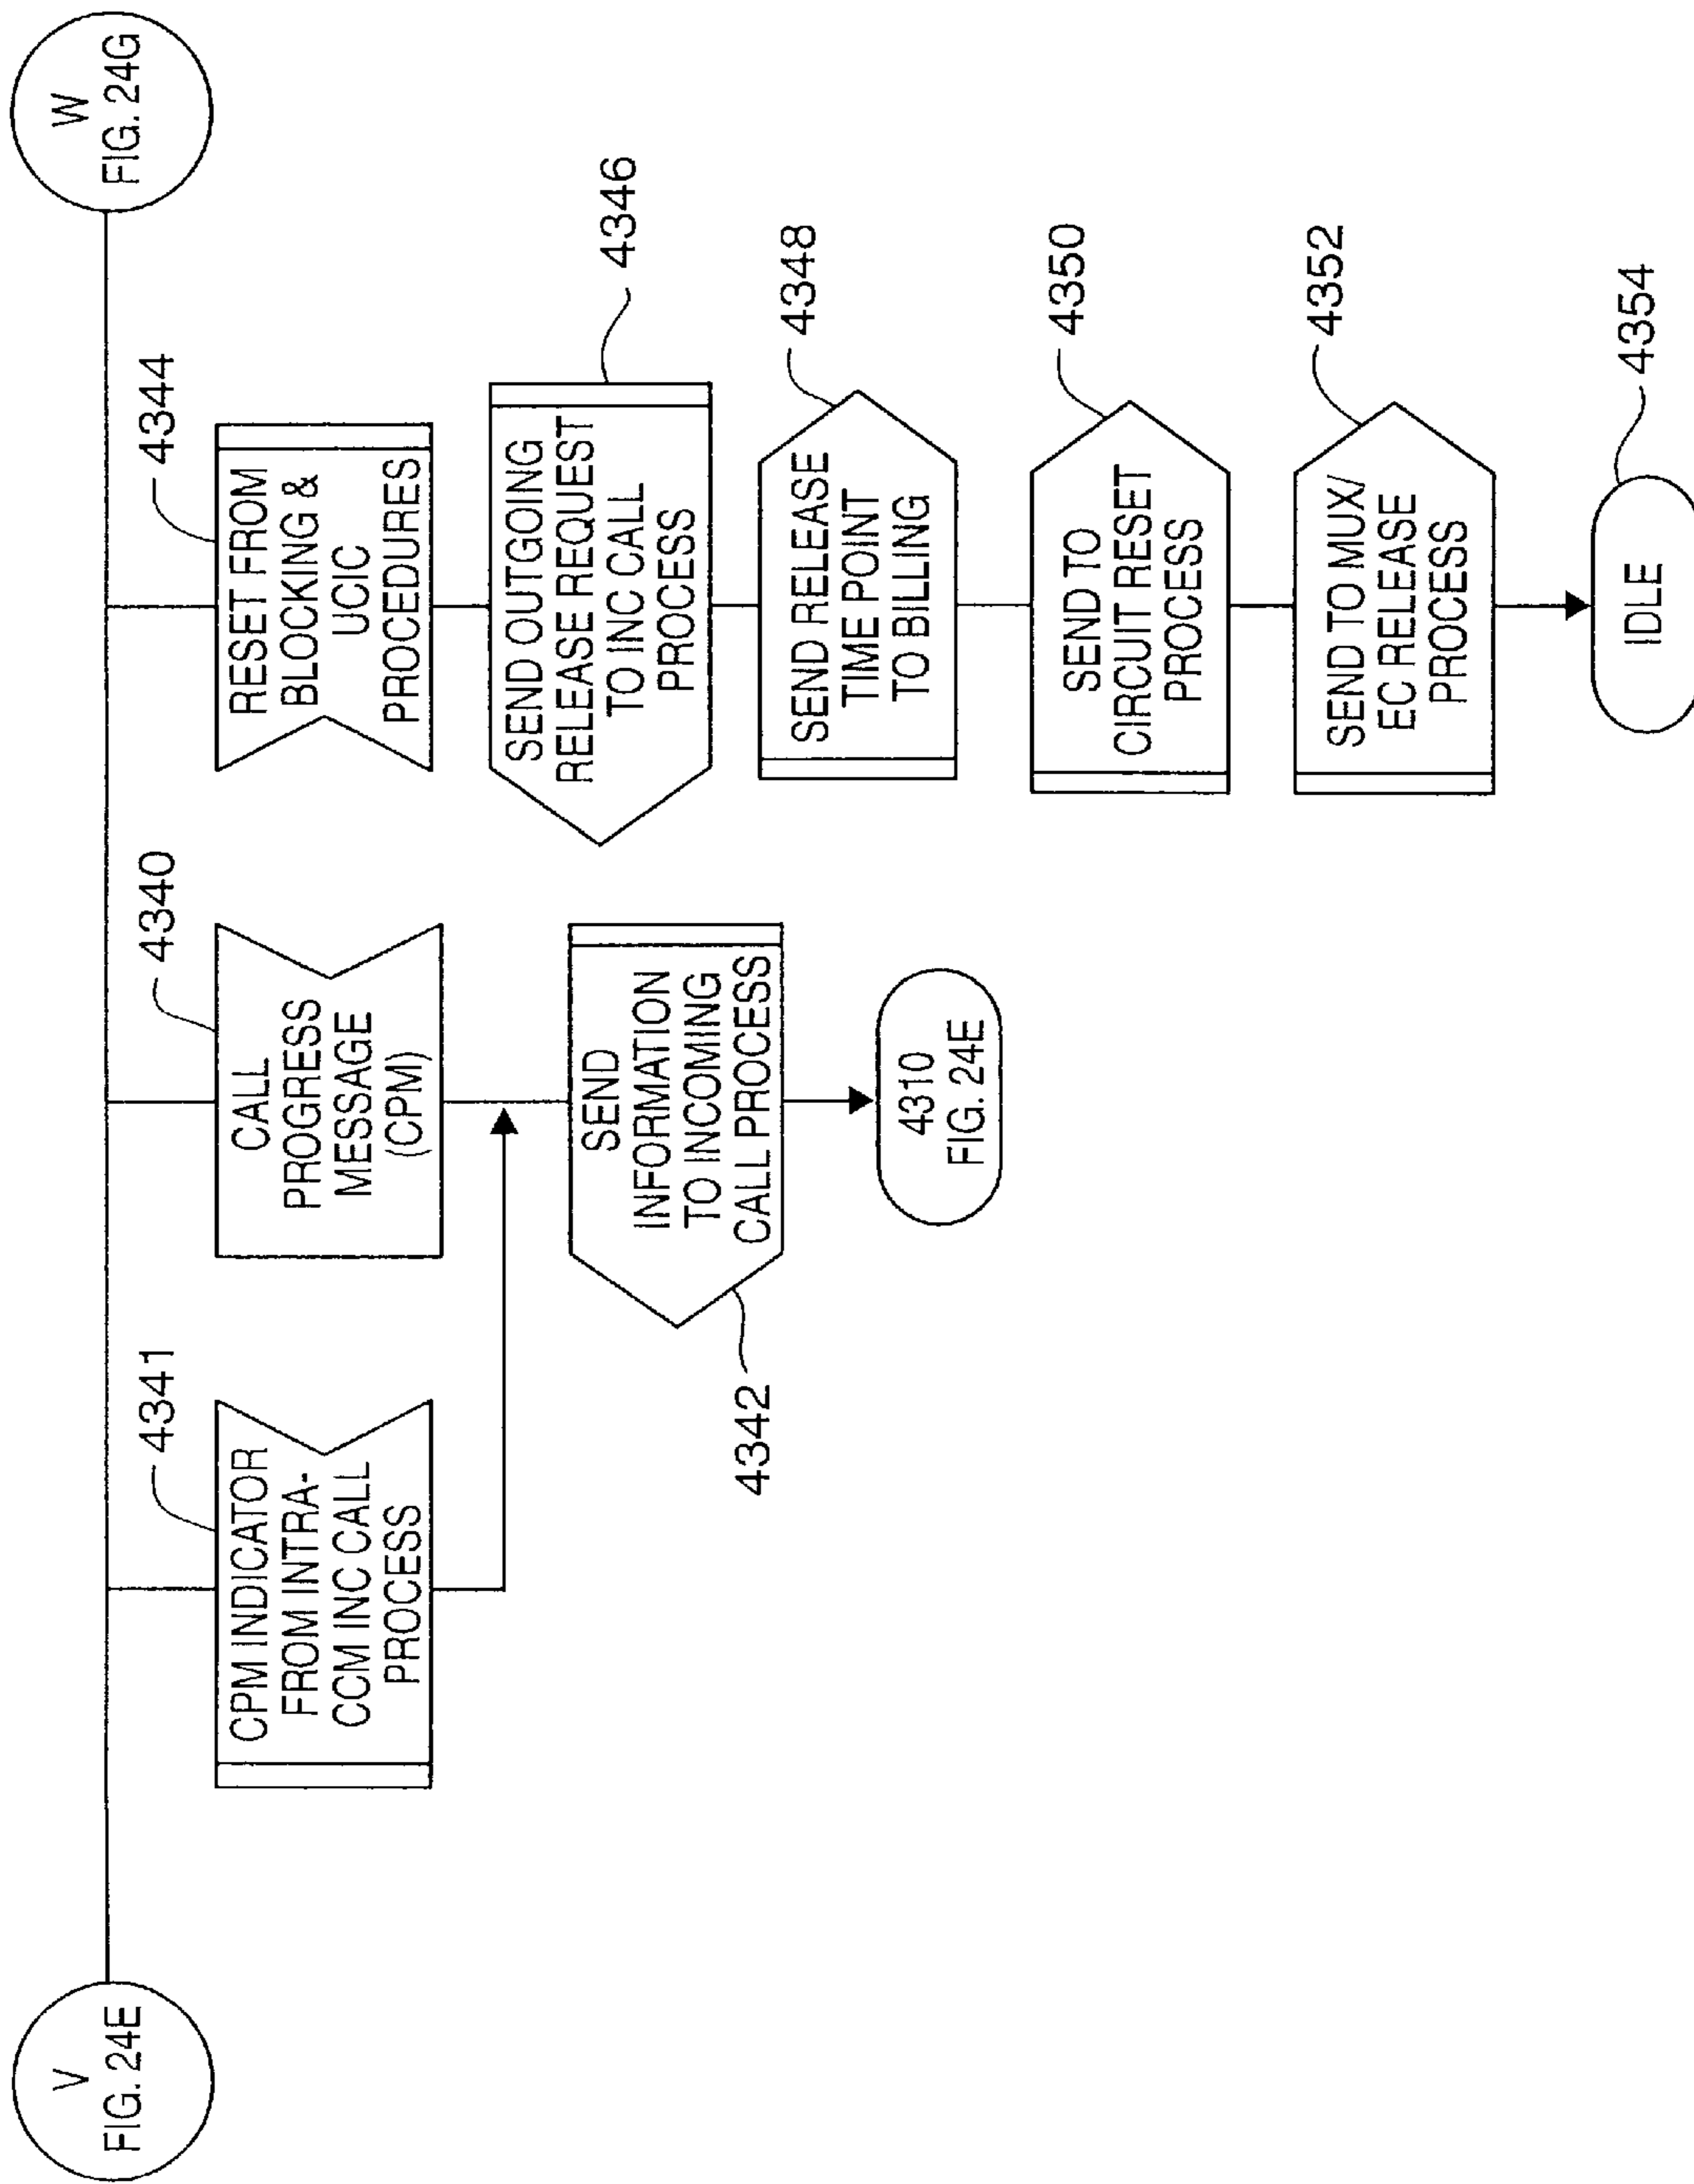 V
FIG. 24E
W
FIG. 24G
4341
CPM INDICATOR
FROM INTRA-
CCM INC CALL
PROCESS
4340
CALL
PROGRESS
MESSAGE
(CPM)
4342
SEND
INFORMATION
TO INCOMING
CALL PROCESS
4310
FIG. 24E
4344
RESET FROM
BLOCKING &
UCIC
PROCEDURES
4346
SEND OUTGOING
RELEASE REQUEST
TO INC CALL
PROCESS
4348
SEND RELEASE
TIME POINT
TO BILLING
4350
SEND TO
CIRCUIT RESET
PROCESS
4352
SEND TO MUX/
EC RELEASE
PROCESS
4354
IDLE